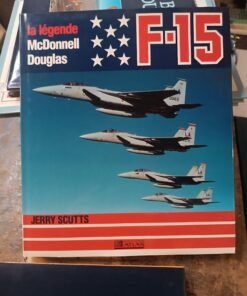 la légende
McDonnell
Douglas
F-15
JERRY SCUTTS
ATLAS